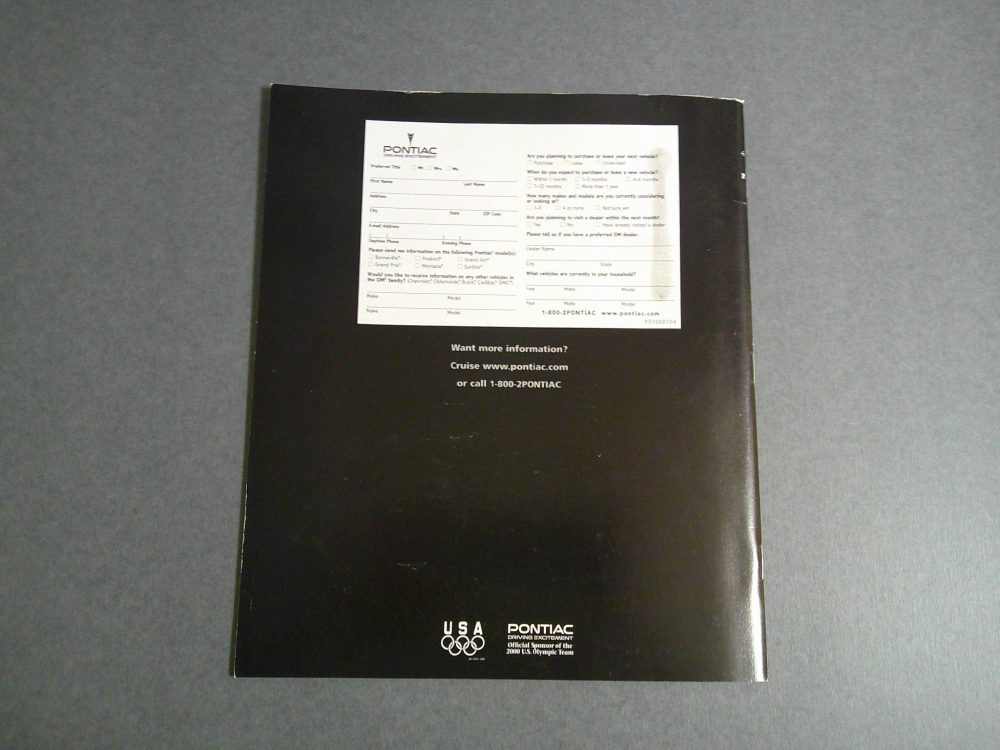 PONTIAC
DRIVING EXCITEMENT
Preferred Title Mr. Mrs. Ms.
First Name Last Name
Address
City State ZIP Code
E-mail Address
Daytime Phone Evening Phone
Please send me information on the following Pontiac® model(s):
Bonneville® Firebird® Grand Am®
Grand Prix® Montana® Sunfire®
Would you like to receive information on any other vehicles in
the GM® family? (Chevrolet,® Oldsmobile,® Buick,® Cadillac,® GMC®)
Make Model
Make Model
Are you planning to purchase or lease your next vehicle?
Purchase Lease Undecided
When do you expect to purchase or lease a new vehicle?
Within 1 month 1–3 months months
7–12 months More than 1 year
How many makes and models are you currently considering
or looking at?
1–3 4 or more Not sure yet
Are you planning to visit a dealer within the next month?
Yes No Have already visited a dealer
Please tell us if you have a preferred GM dealer.
Dealer Name
City State
What vehicles are currently in your household?
Year Make Model
Year Make Model
1-800-2PONTIAC www.pontiac.com
Want more information?
Cruise www.pontiac.com
or call 1-800-2PONTIAC
USA
PONTIAC
DRIVING EXCITEMENT
Official Sponsor of the
2000 U.S. Olympic Team